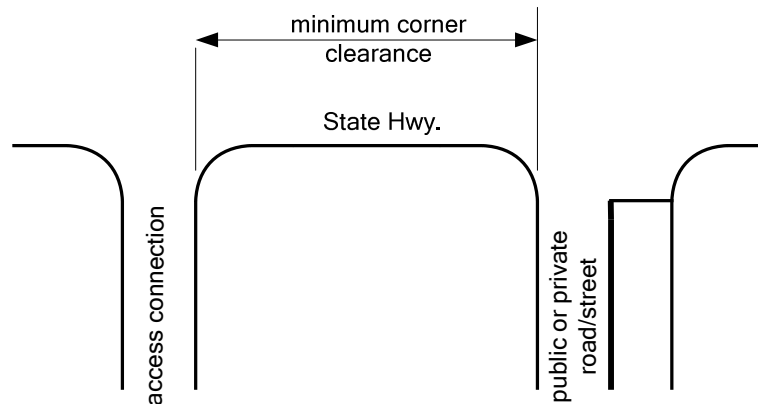 minimum corner
clearance
State Hwy.
access connection
public or private
road/street